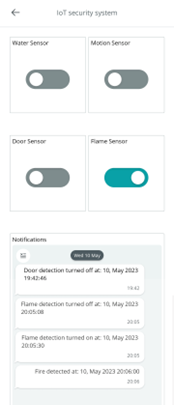 IoT security system
Water Sensor
Motion Sensor
Door Sensor
Flame Sensor
Notifications
Wed 10 May
Door detection turned off at: 10, May 2023
19:42:46
19:42
Flame detection turned off at: 10, May 2023
20:05:08
20:05
Flame detection turned on at: 10, May 2023
20:05:30
20:05
Fire detected at: 10, May 2023 20:06:00
20:06